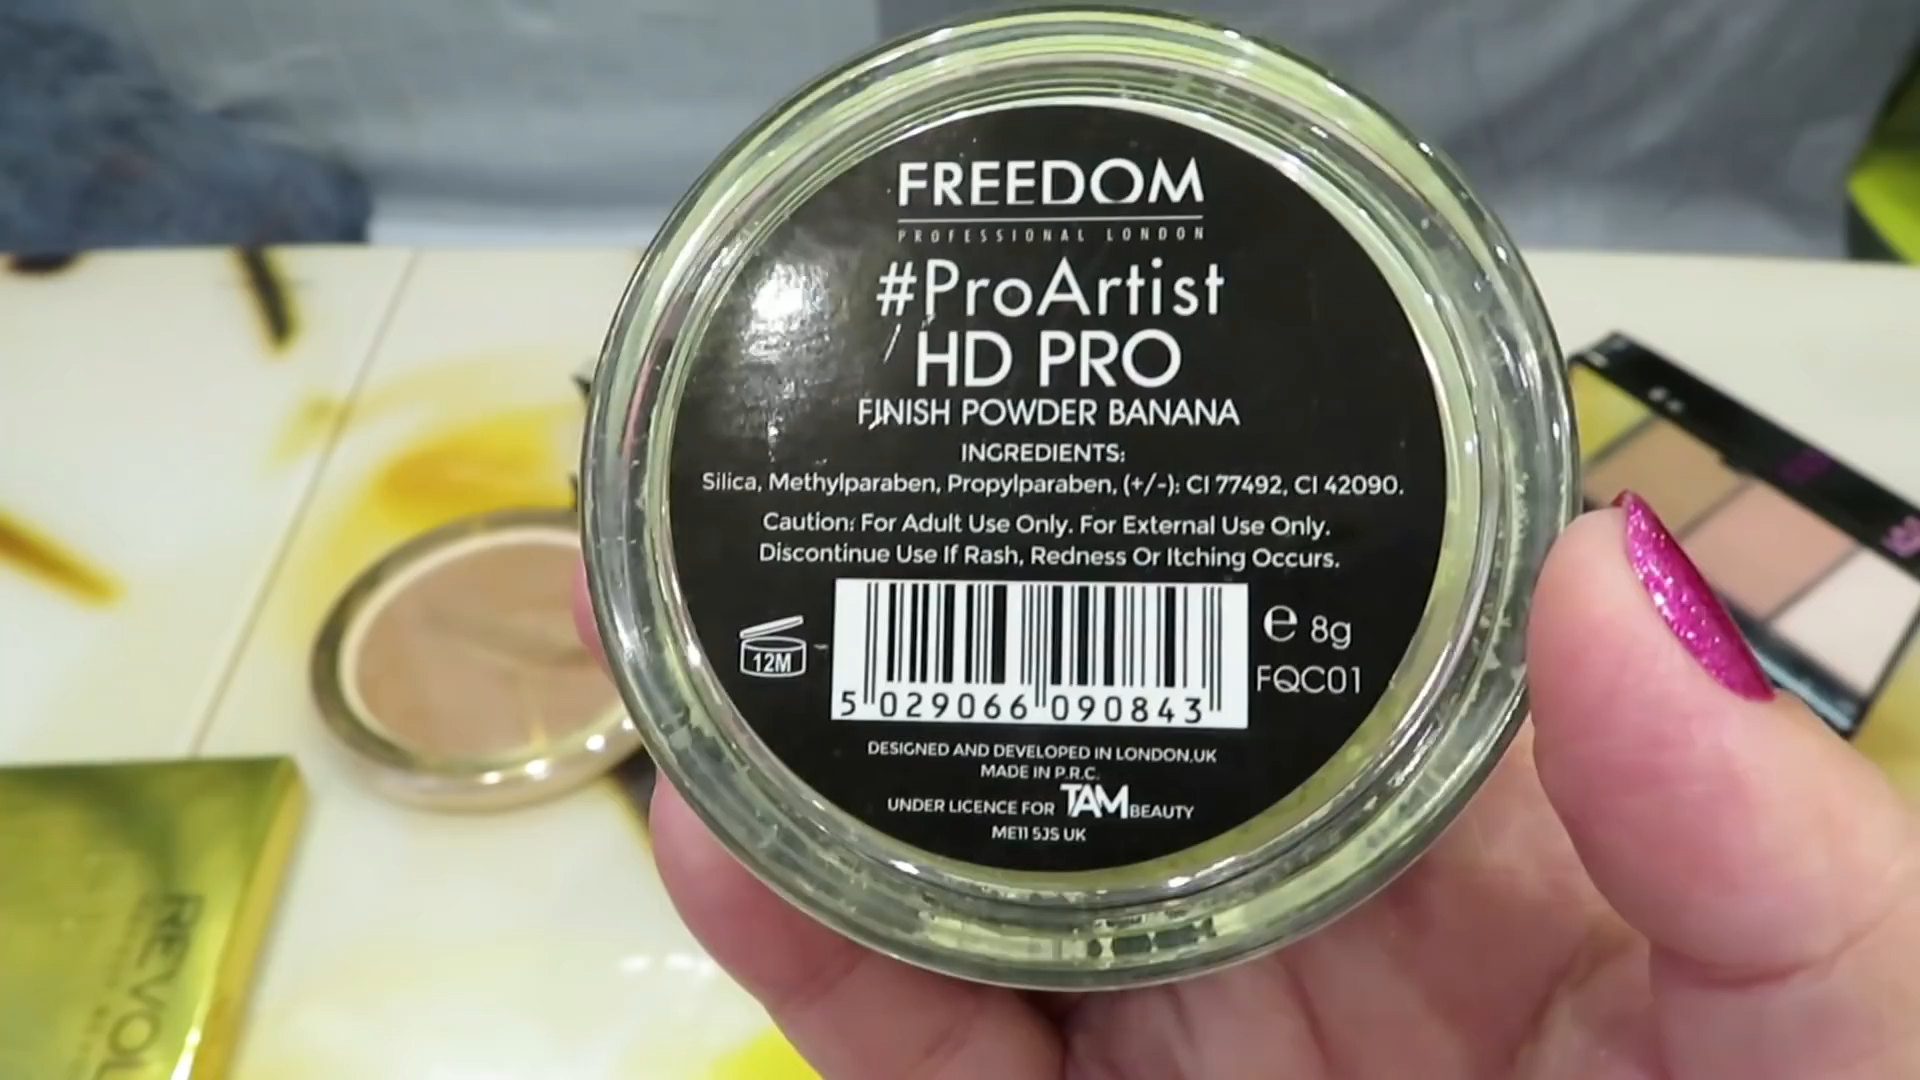 FREEDOM
PROFESSIONAL LONDON
#ProArtist
HD PRO
FINISH POWDER BANANA
INGREDIENTS:
Silica, Methylparaben, Propylparaben, (+/-): CI 77492, CI 42090.
Caution: For Adult Use Only. For External Use Only.
Discontinue Use If Rash, Redness Or Itching Occurs.
12M
5 029066 090843
e 8g
FQC01
DESIGNED AND DEVELOPED IN LONDON,UK
MADE IN P.R.C.
UNDER LICENCE FOR TAM BEAUTY
ME11 5JS UK
REVOL